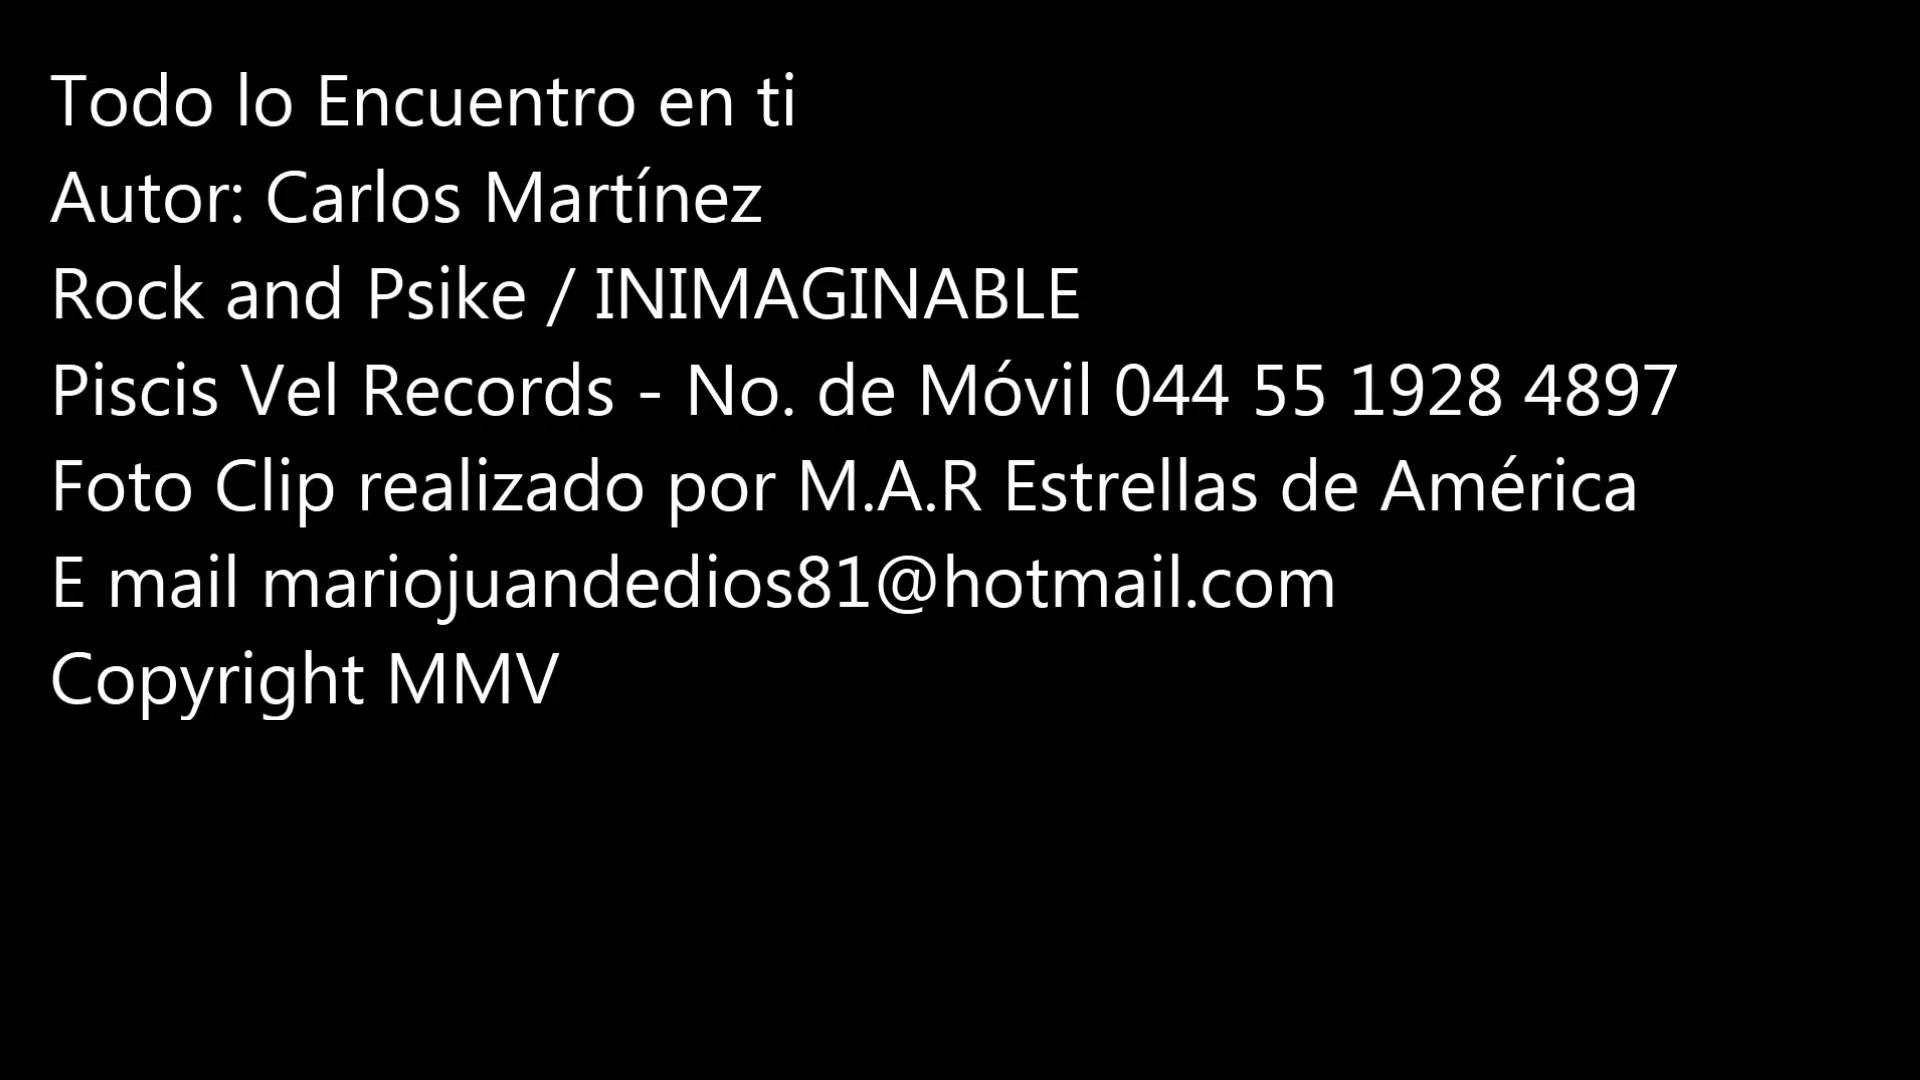 Todo lo Encuentro en ti
Autor: Carlos Martínez
Rock and Psike / INIMAGINABLE
Piscis Vel Records - No. de Móvil 044 55 1928 4897
Foto Clip realizado por M.A.R Estrellas de América
E mail mariojuandedios81@hotmail.com
Copyright MMV